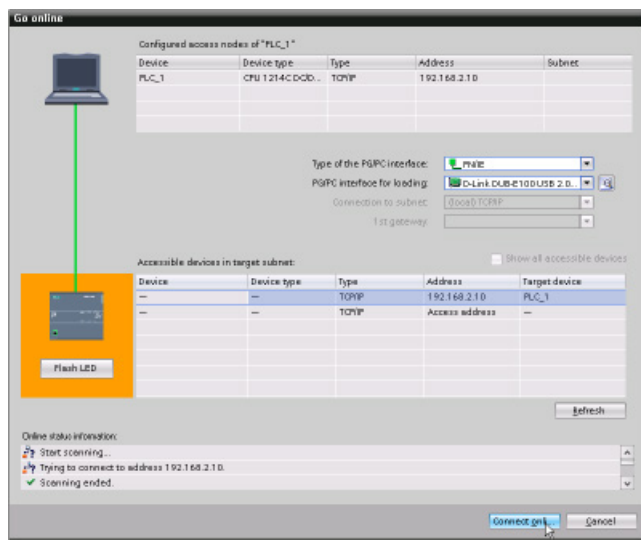 Go online
Configured access nodes of "PLC_1"
Device Device type Type Address Subnet
PLC_1 CPU 1214C DC/D... TCP/IP 192.168.2.10
Type of the PG/PC interface: PN/IE
PG/PC interface for loading: D-Link DUB-E100 USB 2.0...
Connection to subnet: (local) TCP/IP
1st gateway:
Accessible devices in target subnet: Show all accessible devices
Device Device type Type Address Target device
— — TCP/IP 192.168.2.10 PLC_1
— — TCP/IP Access address —
Flash LED
Refresh
Online status information:
Start scanning...
Trying to connect to address 192.168.2.10.
Scanning ended.
Connect onli... Cancel